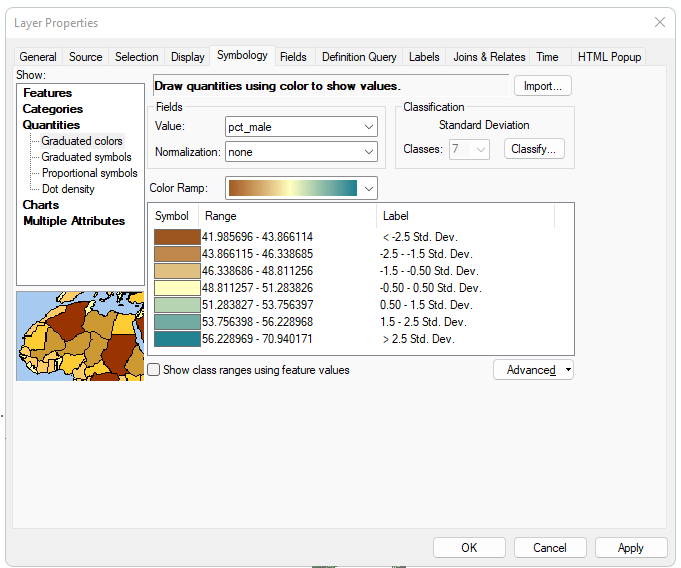 Layer Properties
General Source Selection Display Symbology Fields Definition Query Labels Joins & Relates Time HTML Popup
Show:
Features
Categories
Quantities
Graduated colors
Graduated symbols
Proportional symbols
Dot density
Charts
Multiple Attributes
Draw quantities using color to show values.
Import...
Fields
Value: pct_male
Normalization: none
Classification
Standard Deviation
Classes: 7 Classify...
Color Ramp:
Symbol Range Label
41.985696 - 43.866114 < -2.5 Std. Dev.
43.866115 - 46.338685 -2.5 - -1.5 Std. Dev.
46.338686 - 48.811256 -1.5 - -0.50 Std. Dev.
48.811257 - 51.283826 -0.50 - 0.50 Std. Dev.
51.283827 - 53.756397 0.50 - 1.5 Std. Dev.
53.756398 - 56.228968 1.5 - 2.5 Std. Dev.
56.228969 - 70.940171 > 2.5 Std. Dev.
Show class ranges using feature values
Advanced
OK Cancel Apply